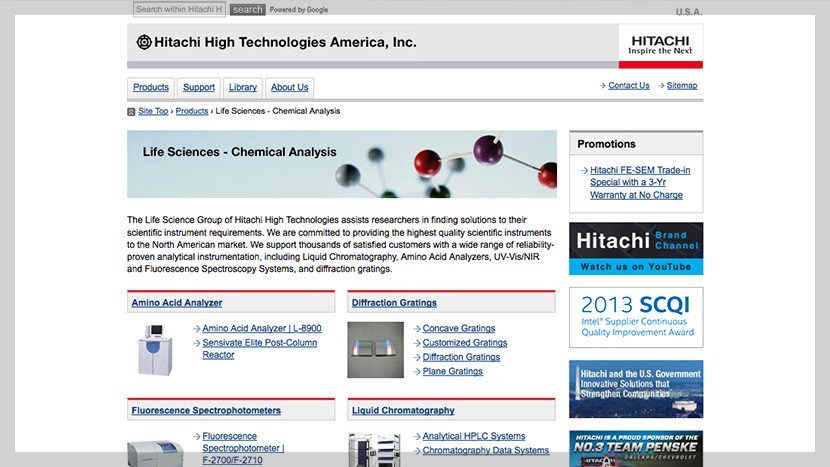 Search within Hitachi H
search
Powered by Google
U.S.A.
Hitachi High Technologies America, Inc.
HITACHI
Inspire the Next
Products
Support
Library
About Us
Contact Us
Sitemap
Site Top › Products › Life Sciences - Chemical Analysis
Life Sciences - Chemical Analysis
The Life Science Group of Hitachi High Technologies assists researchers in finding solutions to their
scientific instrument requirements. We are committed to providing the highest quality scientific instruments
to the North American market. We support thousands of satisfied customers with a wide range of reliability-
proven analytical instrumentation, including Liquid Chromatography, Amino Acid Analyzers, UV-Vis/NIR
and Fluorescence Spectroscopy Systems, and diffraction gratings.
Amino Acid Analyzer
Amino Acid Analyzer | L-8900
Sensivate Elite Post-Column
Reactor
Diffraction Gratings
Concave Gratings
Customized Gratings
Diffraction Gratings
Plane Gratings
Fluorescence Spectrophotometers
Fluorescence
Spectrophotometer |
F-2700/F-2710
Liquid Chromatography
Analytical HPLC Systems
Chromatography Data Systems
Promotions
Hitachi FE-SEM Trade-in
Special with a 3-Yr
Warranty at No Charge
Hitachi Brand
Channel
Watch us on YouTube
2013 SCQI
Intel® Supplier Continuous
Quality Improvement Award
Hitachi and the U.S. Government
Innovative Solutions that
Strengthen Communities
HITACHI IS A PROUD SPONSOR OF THE
NO.3 TEAM PENSKE
DALLARA/CHEVROLET